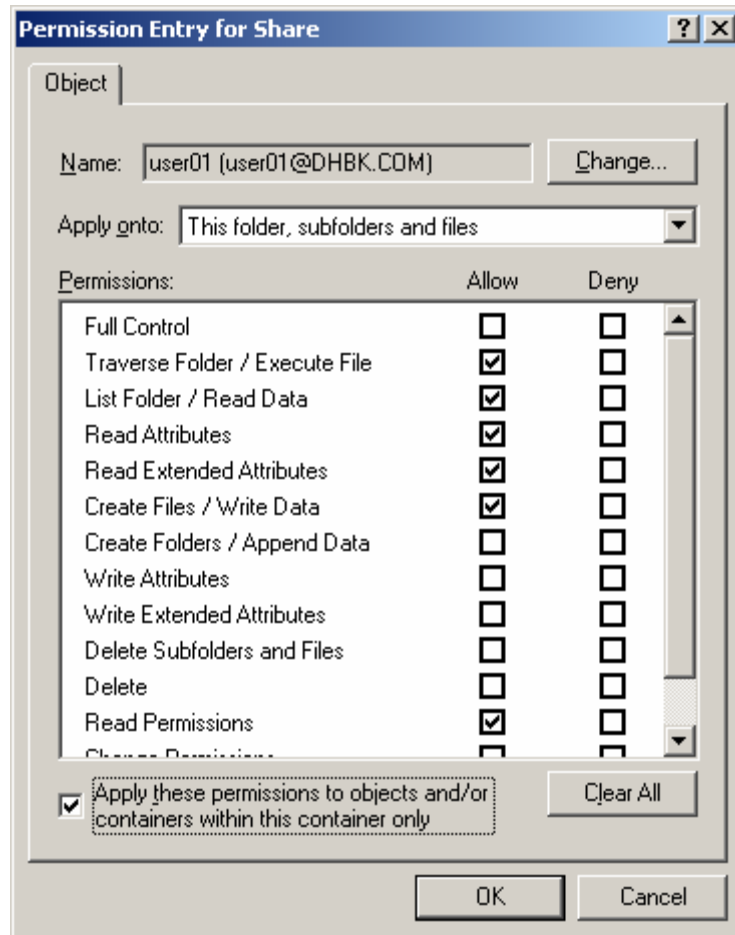 Permission Entry for Share
Object
Name: user01 (user01@DHBK.COM) Change...
Apply onto: This folder, subfolders and files
Permissions: Allow Deny
Full Control
Traverse Folder / Execute File
List Folder / Read Data
Read Attributes
Read Extended Attributes
Create Files / Write Data
Create Folders / Append Data
Write Attributes
Write Extended Attributes
Delete Subfolders and Files
Delete
Read Permissions
Change Permissions
Apply these permissions to objects and/or Clear All
containers within this container only
OK Cancel